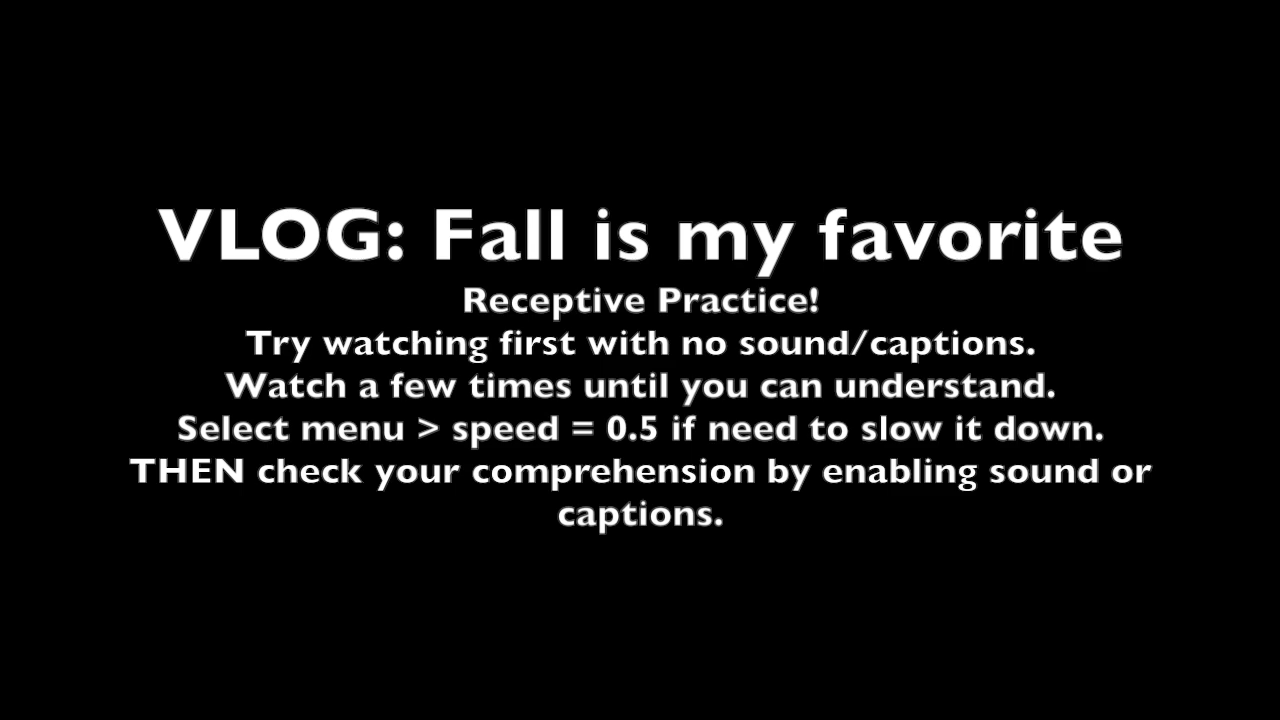 VLOG: Fall is my favorite
Receptive Practice!
Try watching first with no sound/captions.
Watch a few times until you can understand.
Select menu > speed = 0.5 if need to slow it down.
THEN check your comprehension by enabling sound or
captions.